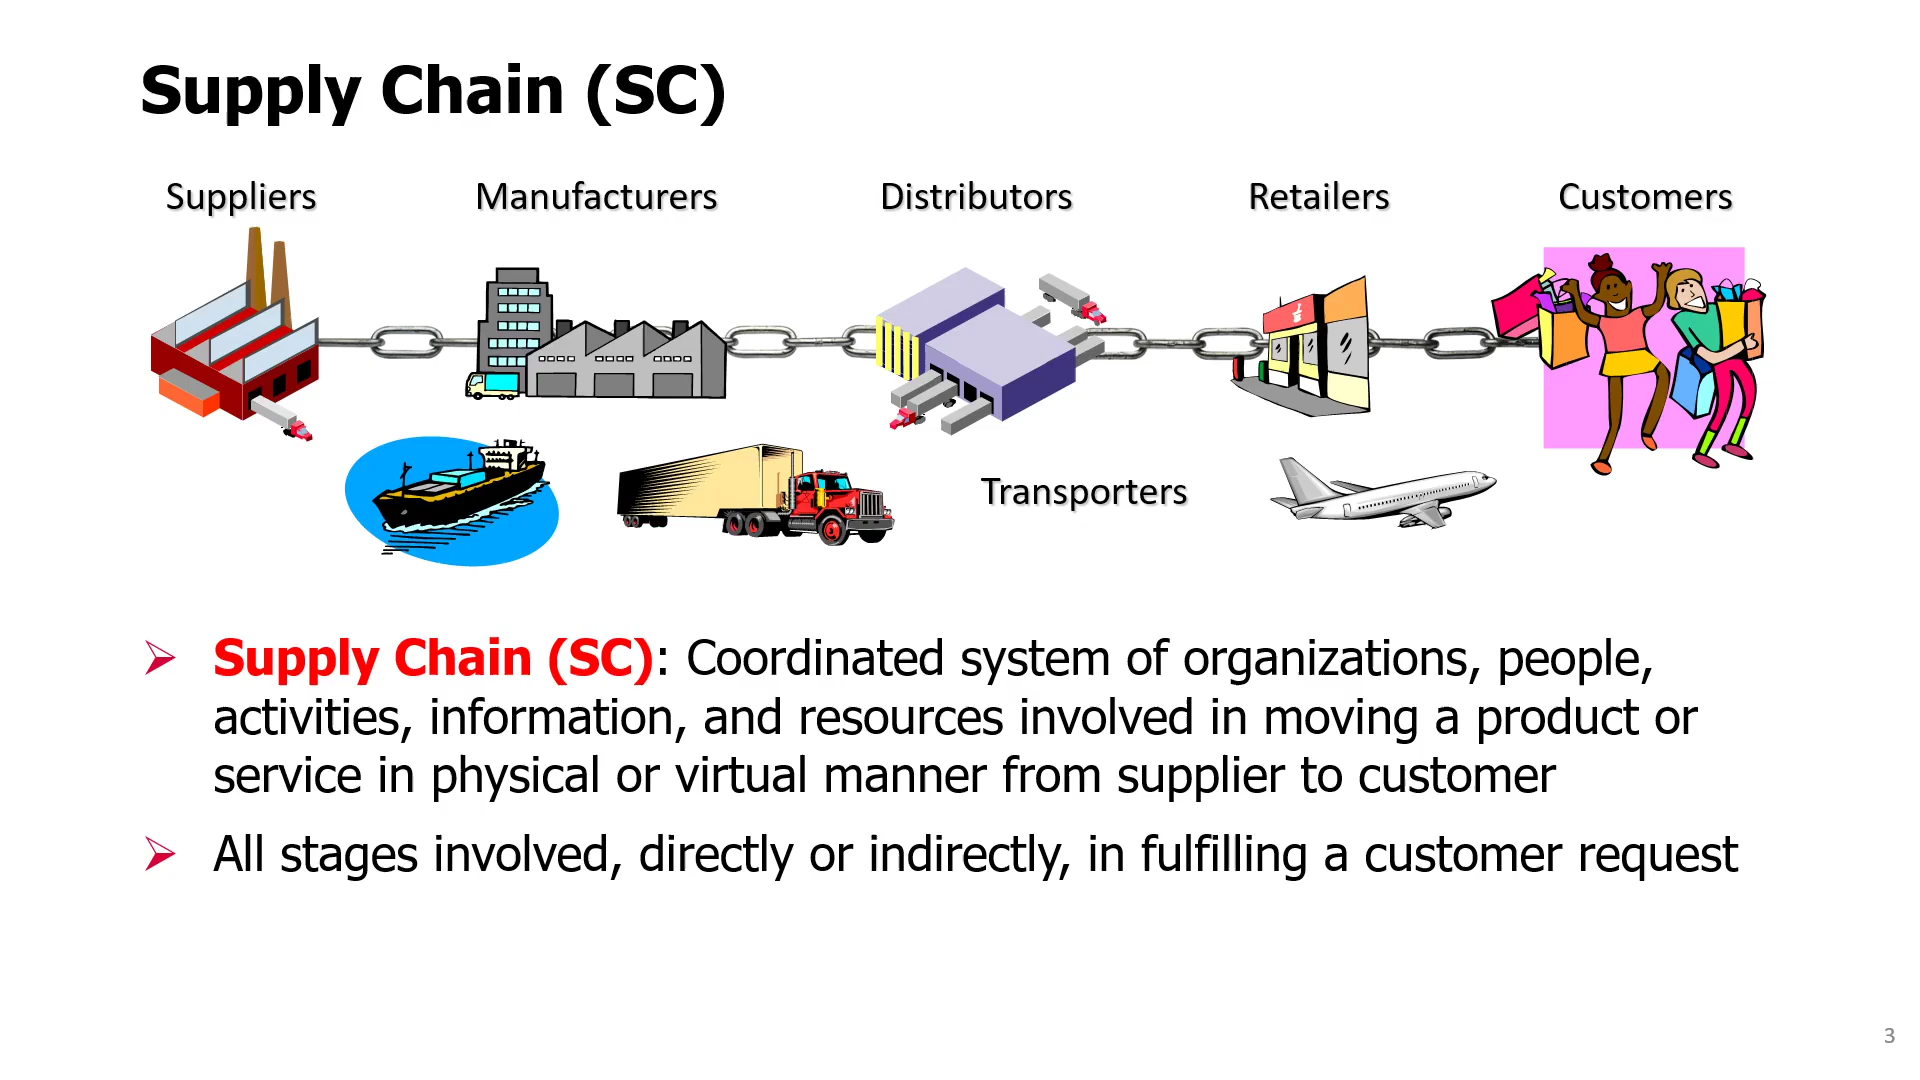 Supply Chain (SC)
Suppliers Manufacturers Distributors Retailers Customers
Transporters
Supply Chain (SC): Coordinated system of organizations, people,
activities, information, and resources involved in moving a product or
service in physical or virtual manner from supplier to customer
All stages involved, directly or indirectly, in fulfilling a customer request
3